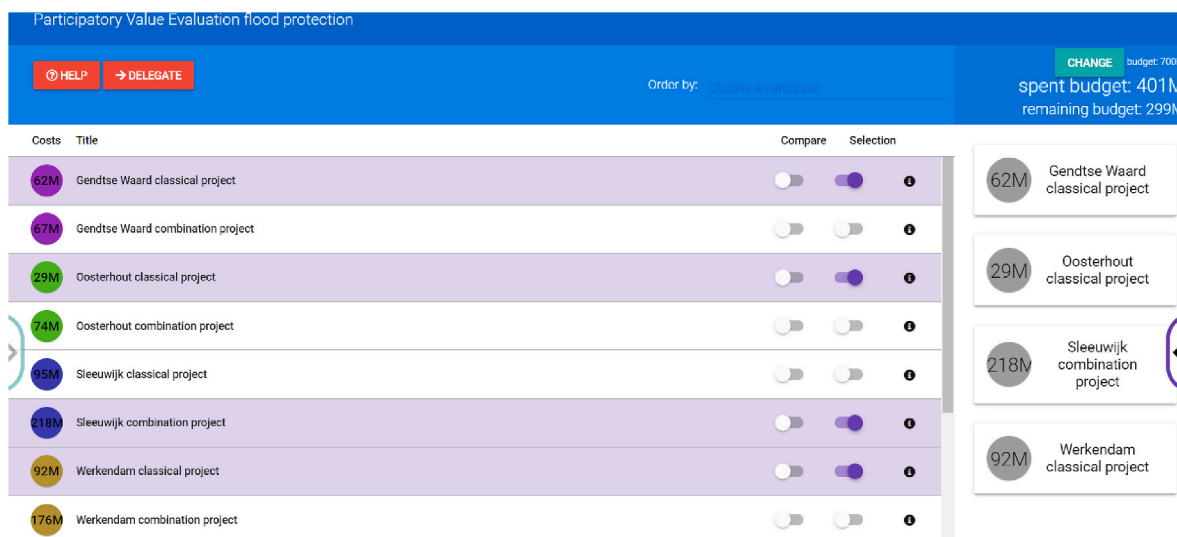 Participatory Value Evaluation flood protection
HELP
DELEGATE
Order by: Choose an attribute:
CHANGE budget: 700
spent budget: 401M
remaining budget: 299M
Costs Title Compare Selection
62M Gendtse Waard classical project
67M Gendtse Waard combination project
29M Oosterhout classical project
74M Oosterhout combination project
95M Sleeuwijk classical project
218M Sleeuwijk combination project
92M Werkendam classical project
176M Werkendam combination project
62M Gendtse Waard
classical project
29M Oosterhout
classical project
218M Sleeuwijk
combination
project
92M Werkendam
classical project